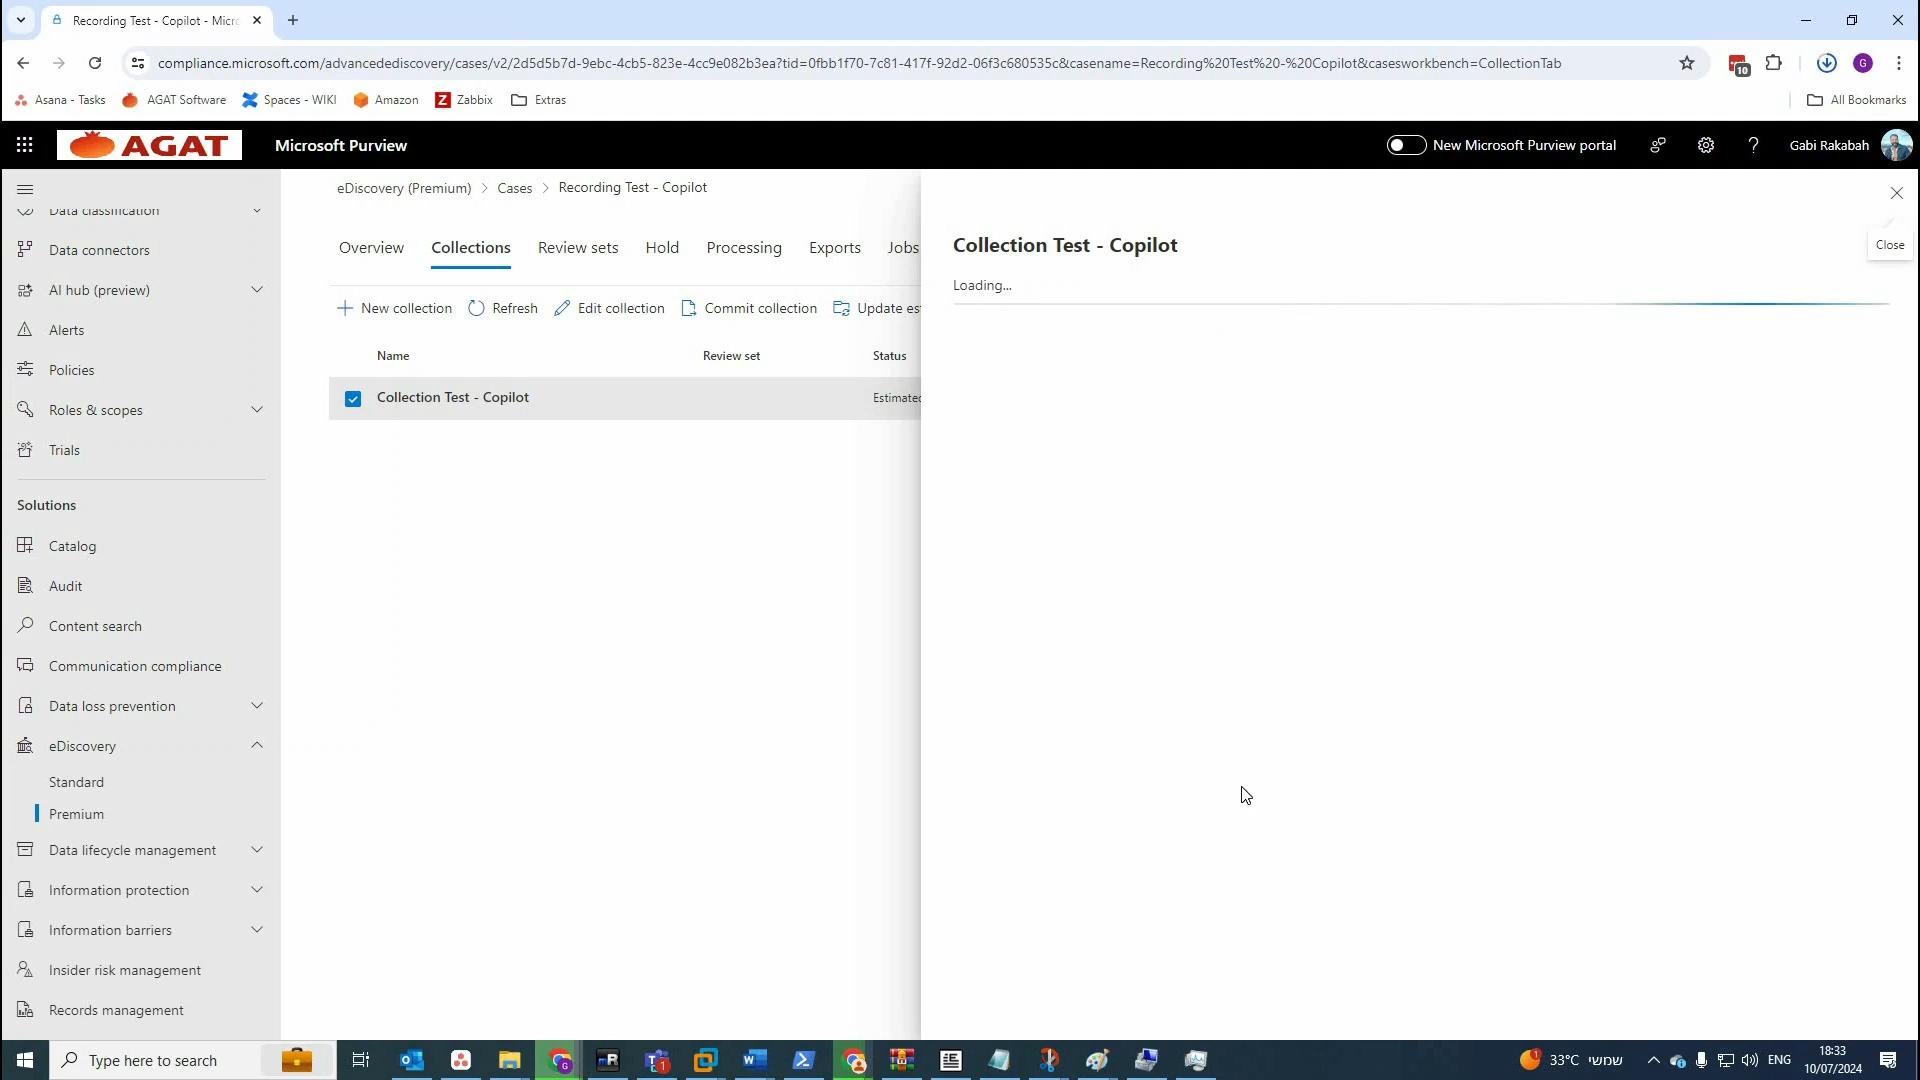 Recording Test - Copilot - Micro
compliance.microsoft.com/advancedediscovery/cases/v2/2d5d5b7d-9ebc-4cb5-823e-4cc9e082b3ea?tid=0fbb1f70-7c81-417f-92d2-06f3c680535c&casename=Recording%20Test%20-%20Copilot&casesworkbench=CollectionTab
10
G
Asana - Tasks
AGAT Software
Spaces - WIKI
Amazon
Z Zabbix
Extras
All Bookmarks
AGAT
Microsoft Purview
New Microsoft Purview portal
Gabi Rakabah
eDiscovery (Premium) > Cases > Recording Test - Copilot
Data classification
Data connectors
AI hub (preview)
Alerts
Policies
Roles & scopes
Trials
Solutions
Catalog
Audit
Content search
Communication compliance
Data loss prevention
eDiscovery
Standard
Premium
Data lifecycle management
Information protection
Information barriers
Insider risk management
Records management
Overview
Collections
Review sets
Hold
Processing
Exports
Jobs
New collection
Refresh
Edit collection
Commit collection
Update es
Name
Review set
Status
Collection Test - Copilot
Estimated
Close
Collection Test - Copilot
Loading...
Type here to search
33°C שמשי
ENG
18:33
10/07/2024